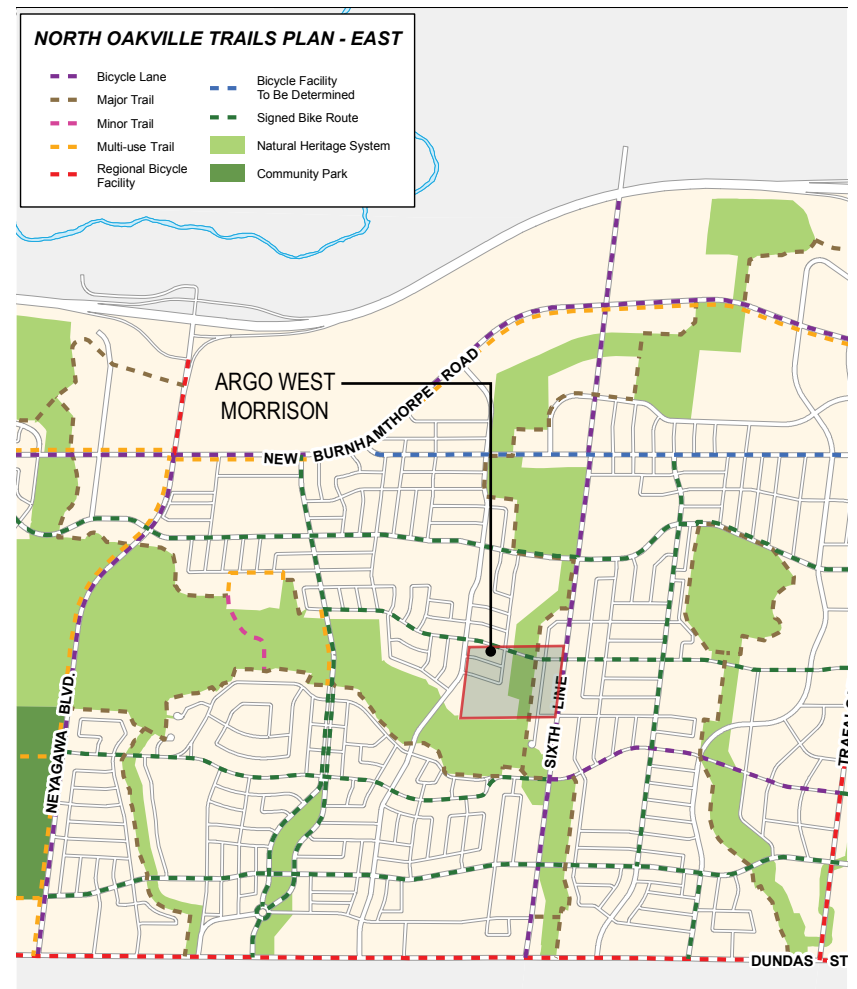 NORTH OAKVILLE TRAILS PLAN - EAST
Bicycle Lane
Major Trail
Minor Trail
Multi-use Trail
Regional Bicycle
Facility
Bicycle Facility
To Be Determined
Signed Bike Route
Natural Heritage System
Community Park
ARGO WEST
MORRISON
NEW BURNHAMTHORPE ROAD
NEYAGAWA BLVD.
SIXTH LINE
DUNDAS ST